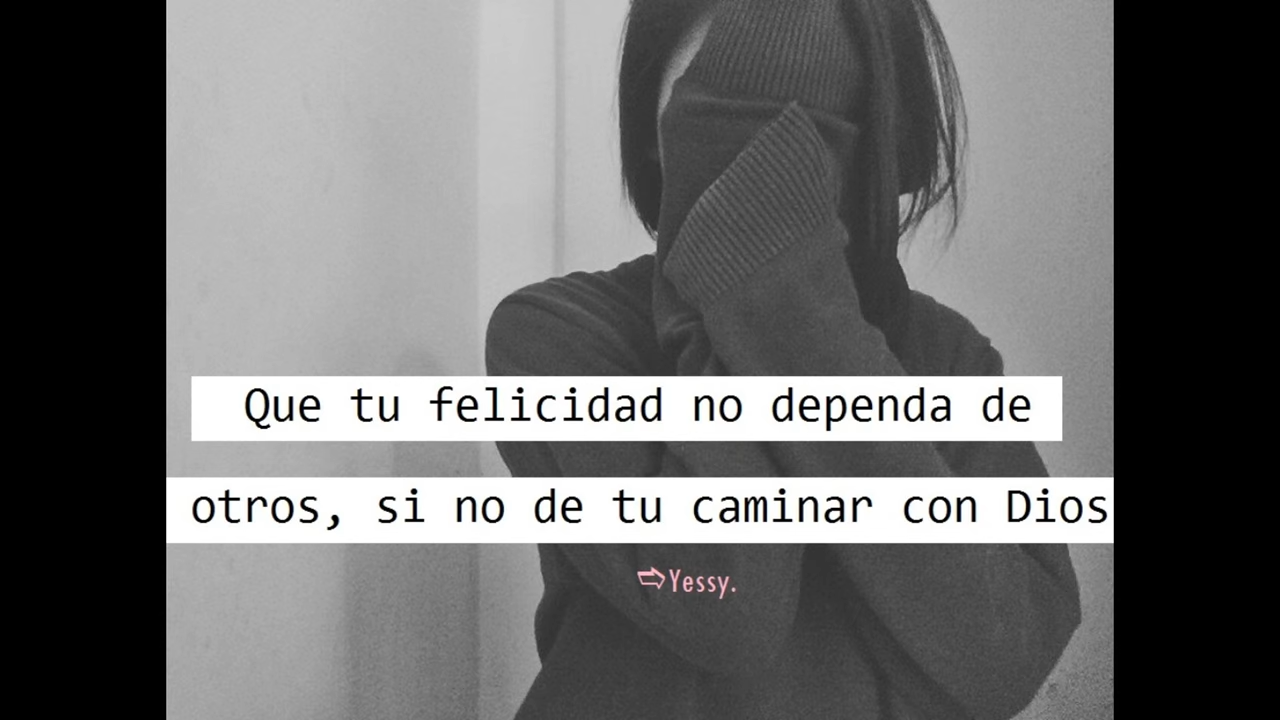 Que tu felicidad no dependa de
otros, si no de tu caminar con Dios
⇨Yessy.